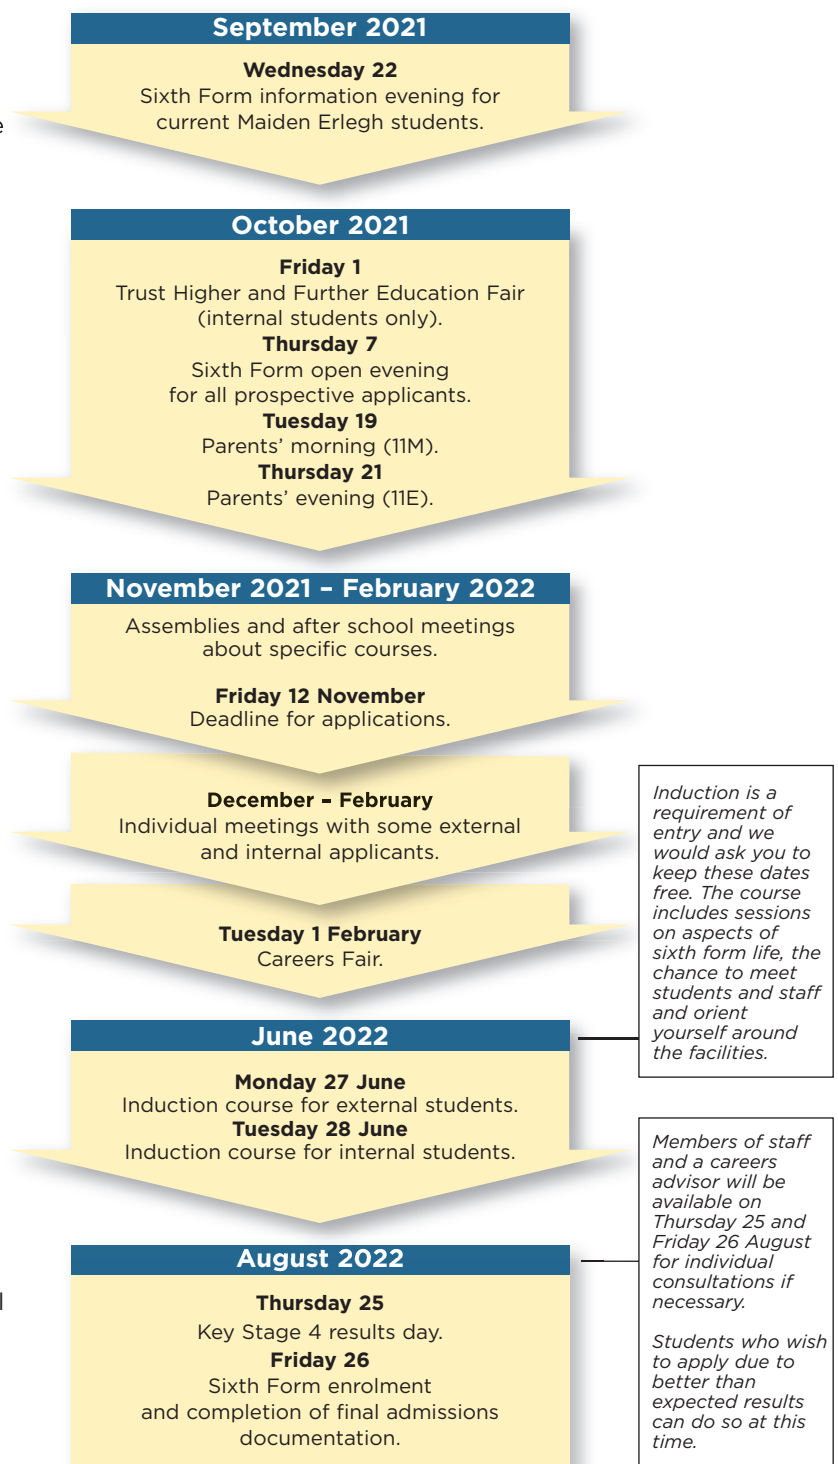 September 2021
Wednesday 22
Sixth Form information evening for
current Maiden Erlegh students.
e
October 2021
Friday 1
Trust Higher and Further Education Fair
(internal students only).
Thursday 7
Sixth Form open evening
for all prospective applicants.
Tuesday 19
Parents’ morning (11M).
Thursday 21
Parents’ evening (11E).
November 2021 – February 2022
Assemblies and after school meetings
about specific courses.
Friday 12 November
Deadline for applications.
December – February
Individual meetings with some external
and internal applicants.
Tuesday 1 February
Careers Fair.
June 2022
Monday 27 June
Induction course for external students.
Tuesday 28 June
Induction course for internal students.
Induction is a
requirement of
entry and we
would ask you to
keep these dates
free. The course
includes sessions
on aspects of
sixth form life, the
chance to meet
students and staff
and orient
yourself around
the facilities.
August 2022
Thursday 25
Key Stage 4 results day.
Friday 26
Sixth Form enrolment
and completion of final admissions
documentation.
l
Members of staff
and a careers
advisor will be
available on
Thursday 25 and
Friday 26 August
for individual
consultations if
necessary.
Students who wish
to apply due to
better than
expected results
can do so at this
time.